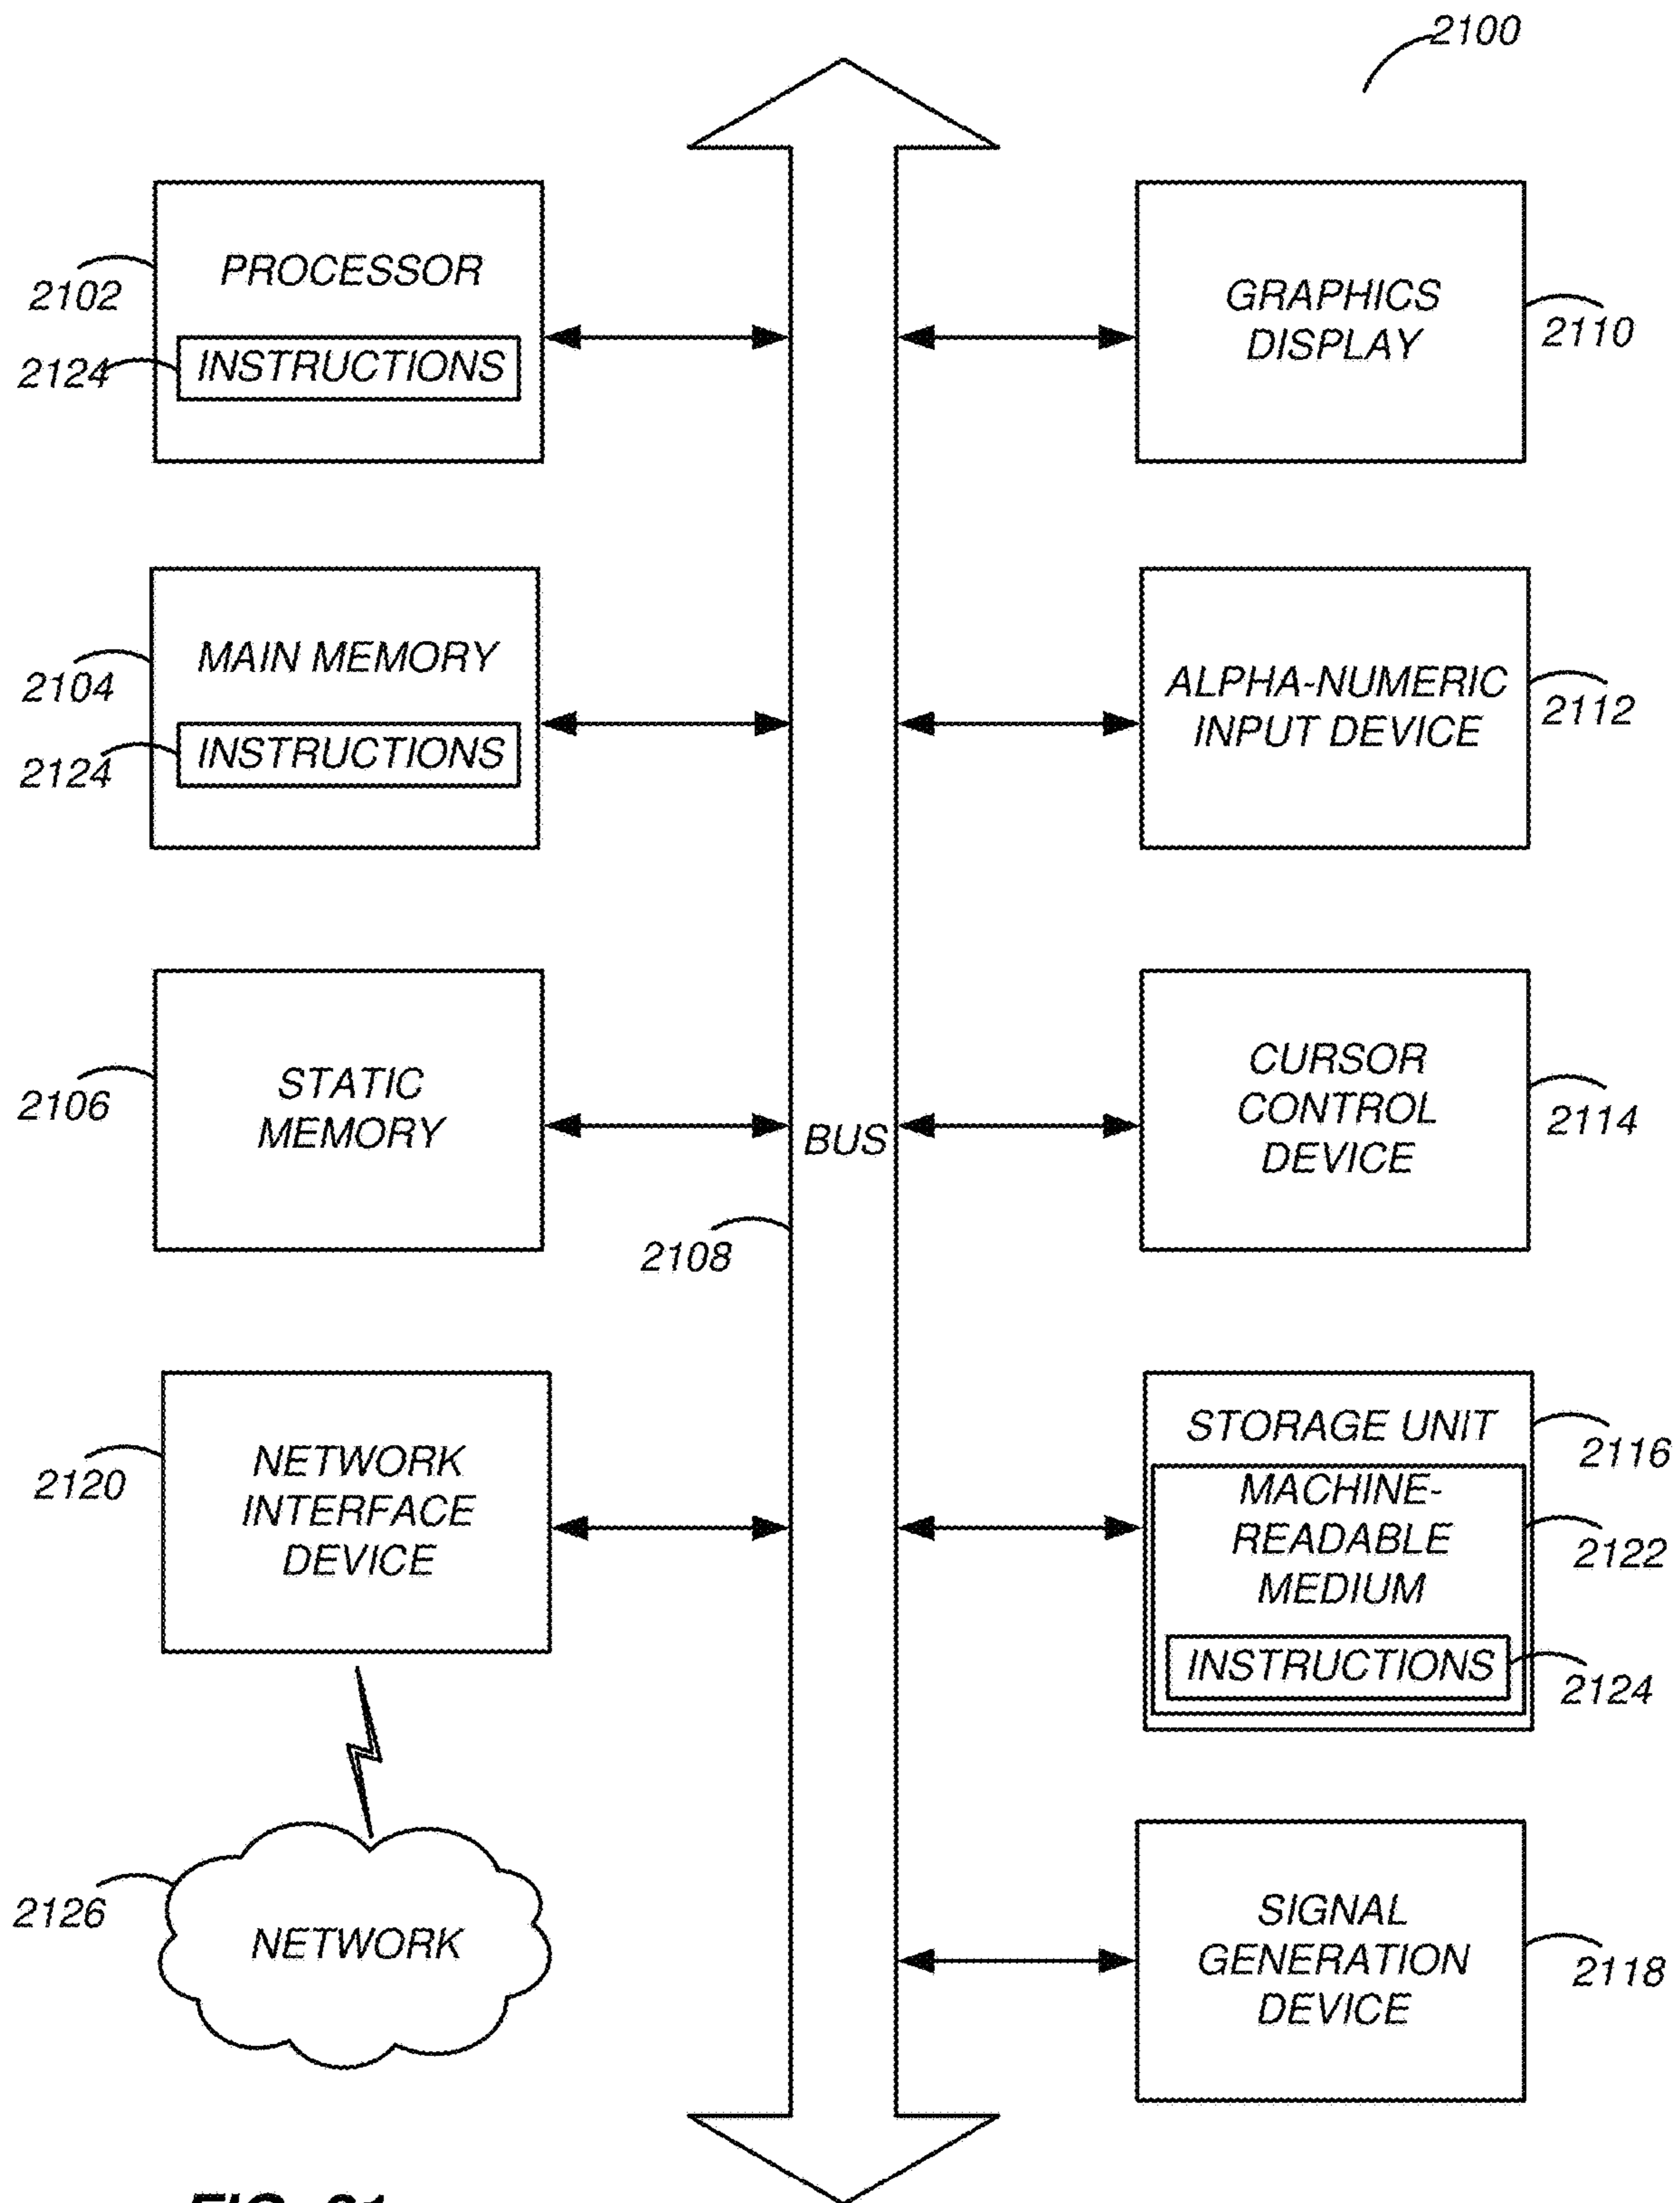 2100
PROCESSOR
2102
INSTRUCTIONS
2124
GRAPHICS
DISPLAY
2110
MAIN MEMORY
2104
INSTRUCTIONS
2124
ALPHA-NUMERIC
INPUT DEVICE
2112
STATIC
MEMORY
2106
BUS
2108
CURSOR
CONTROL
DEVICE
2114
NETWORK
INTERFACE
DEVICE
2120
STORAGE UNIT
2116
MACHINE-
READABLE
MEDIUM
2122
INSTRUCTIONS
2124
NETWORK
2126
SIGNAL
GENERATION
DEVICE
2118